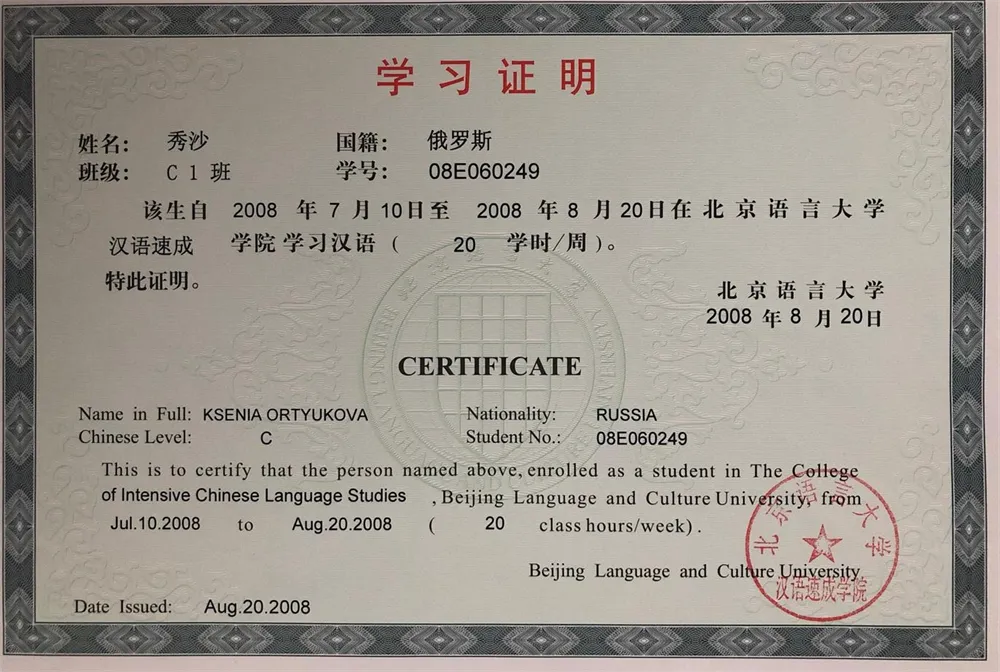 学习证明
姓名: 秀沙 国籍: 俄罗斯
班级: C 1 班 学号: 08E060249
该生自 2008 年 7 月 10日至 2008 年 8 月 20日在 北京语言大学
汉语速成 学院 学习汉语 ( 20 学时/周 )。
特此证明。
北京语言大学
2008 年 8 月 20日
CERTIFICATE
Name in Full: KSENIA ORTYUKOVA Nationality: RUSSIA
Chinese Level: C Student No.: 08E060249
This is to certify that the person named above, enrolled as a student in The College
of Intensive Chinese Language Studies , Beijing Language and Culture University, from
Jul.10.2008 to Aug.20.2008 ( 20 class hours/week) .
Beijing Language and Culture University
北京语言大学
汉语速成学院
Date Issued: Aug.20.2008